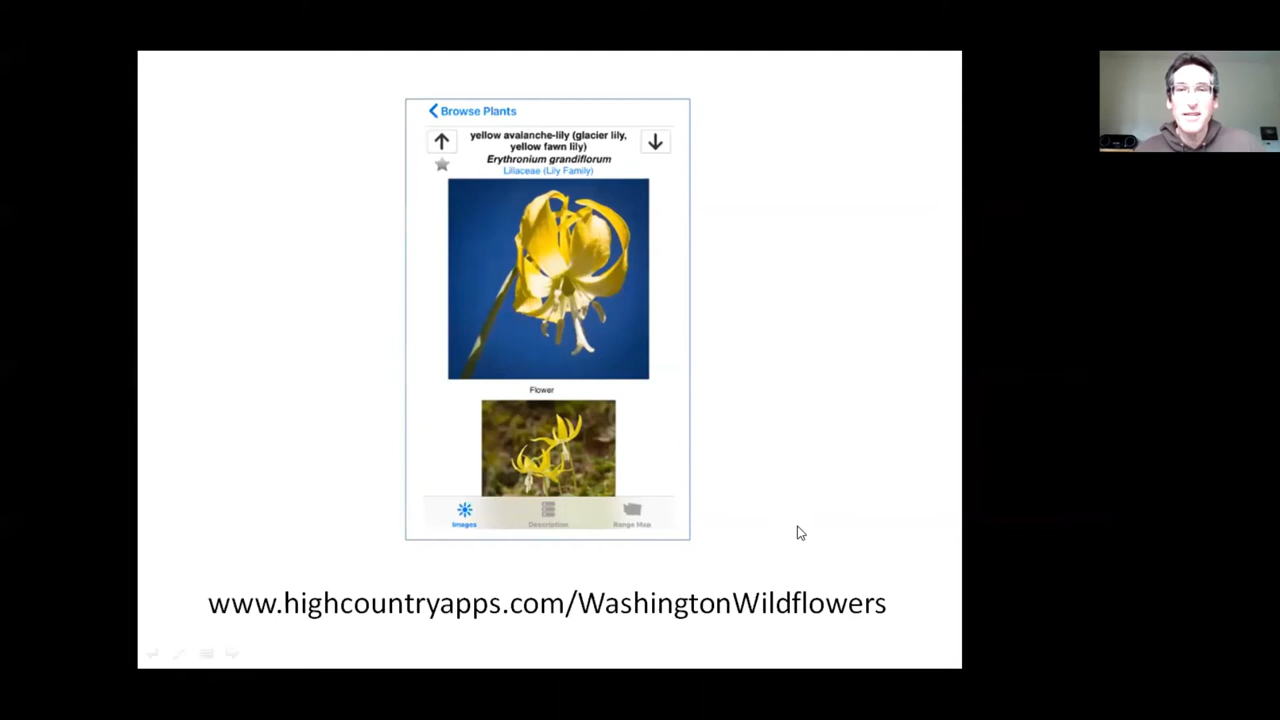 Browse Plants
yellow avalanche-lily (glacier lily,
yellow fawn lily)
Erythronium grandiflorum
Liliaceae (Lily Family)
Flower
Images
Description
Range Map
www.highcountryapps.com/WashingtonWildflowers